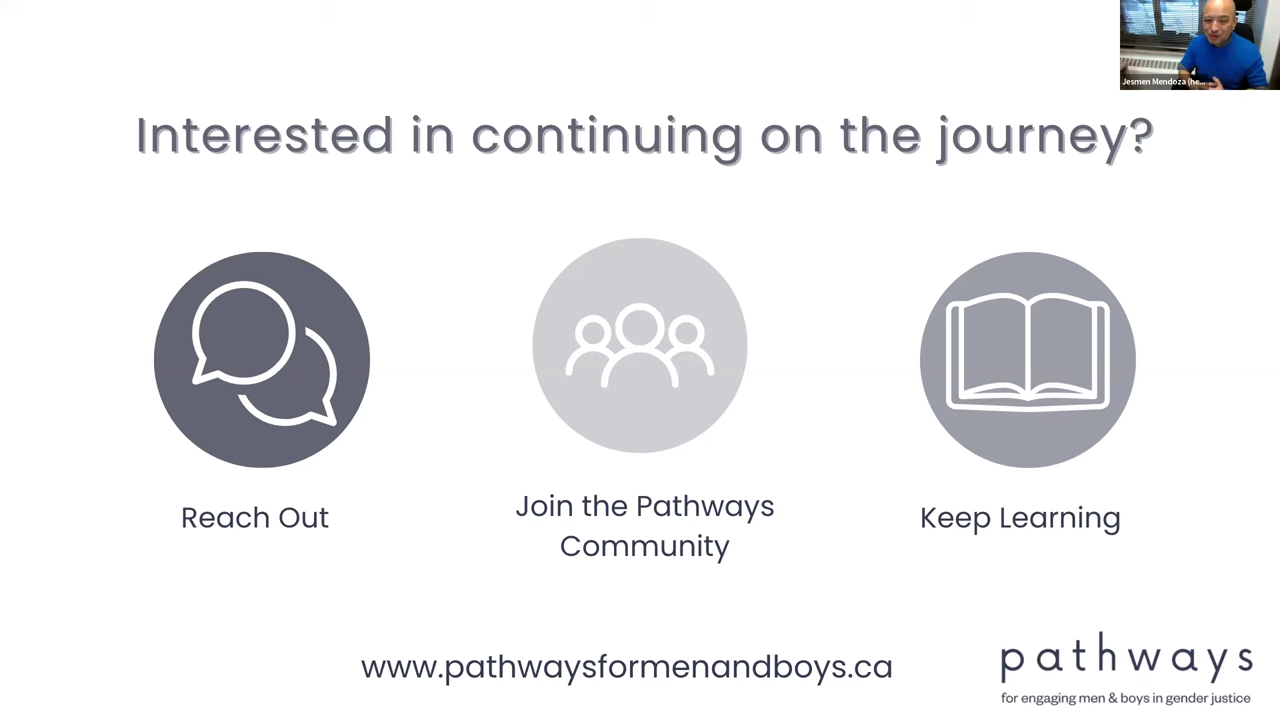 Jesmen Mendoza (he...
Interested in continuing on the journey?
Reach Out
Join the Pathways
Community
Keep Learning
www.pathwaysformenandboys.ca
pathways
for engaging men & boys in gender justice